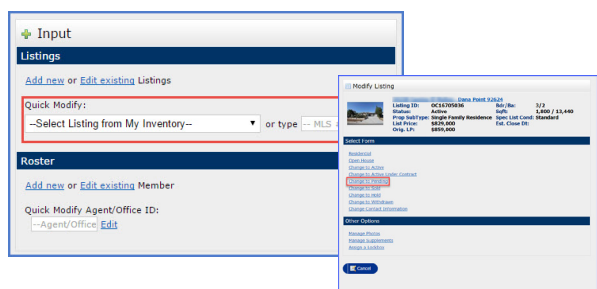 Input
Listings
Add new or Edit existing Listings
Quick Modify:
--Select Listing from My Inventory-- or type -- MLS
Roster
Add new or Edit existing Member
Quick Modify Agent/Office ID:
--Agent/Office Edit
Modify Listing
Dana Point 92624
Listing ID: OC16705036 Bdr/Ba: 3/2
Status: Active Sqft: 1,800 / 13,440
Prop SubType: Single Family Residence Spec List Cond: Standard
List Price: $829,000 Est. Close Dt:
Orig. LP: $859,000
Select Form
Residential
Open House
Change to Active
Change to Active Under Contract
Change to Pending
Change to Sold
Change to Hold
Change to Withdrawn
Change Contact Information
Other Options
Manage Photos
Manage Supplements
Assign a Lockbox
Cancel